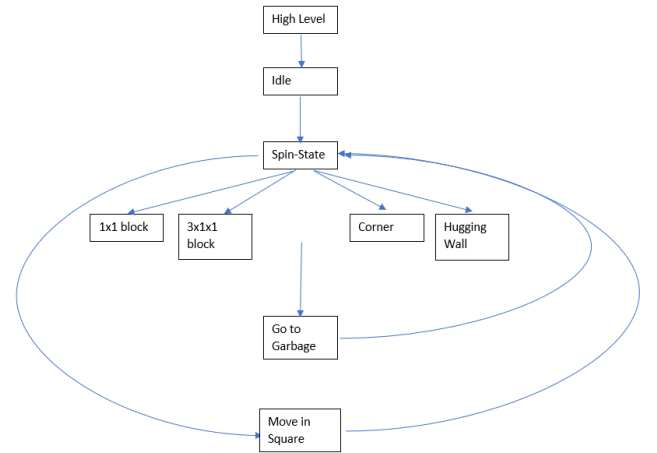 High Level
Idle
Spin-State
1x1 block
3x1x1
block
Corner
Hugging
Wall
Go to
Garbage
Move in
Square